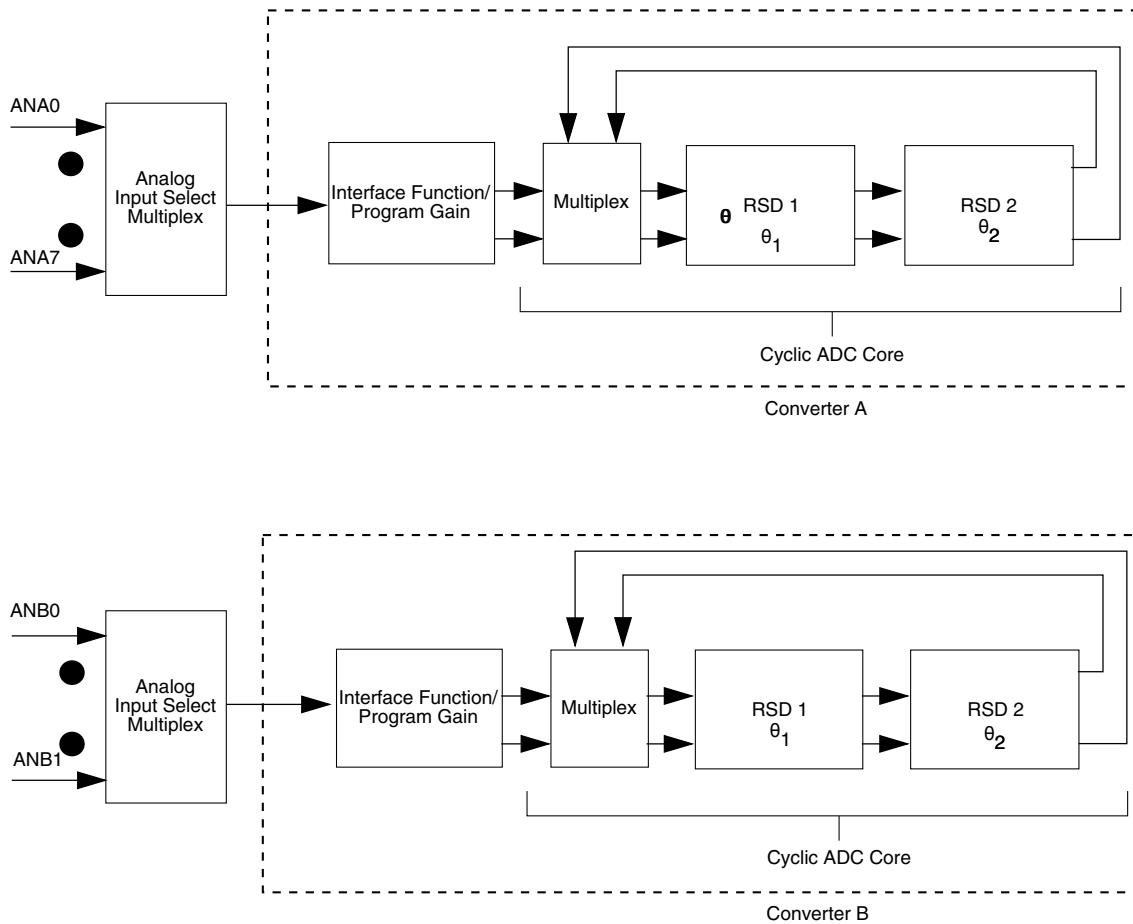 ANA0
ANA7
Analog
Input Select
Multiplex
Interface Function/
Program Gain
Multiplex
θ RSD 1
θ1
RSD 2
θ2
Cyclic ADC Core
Converter A
ANB0
ANB1
Analog
Input Select
Multiplex
Interface Function/
Program Gain
Multiplex
RSD 1
θ1
RSD 2
θ2
Cyclic ADC Core
Converter B